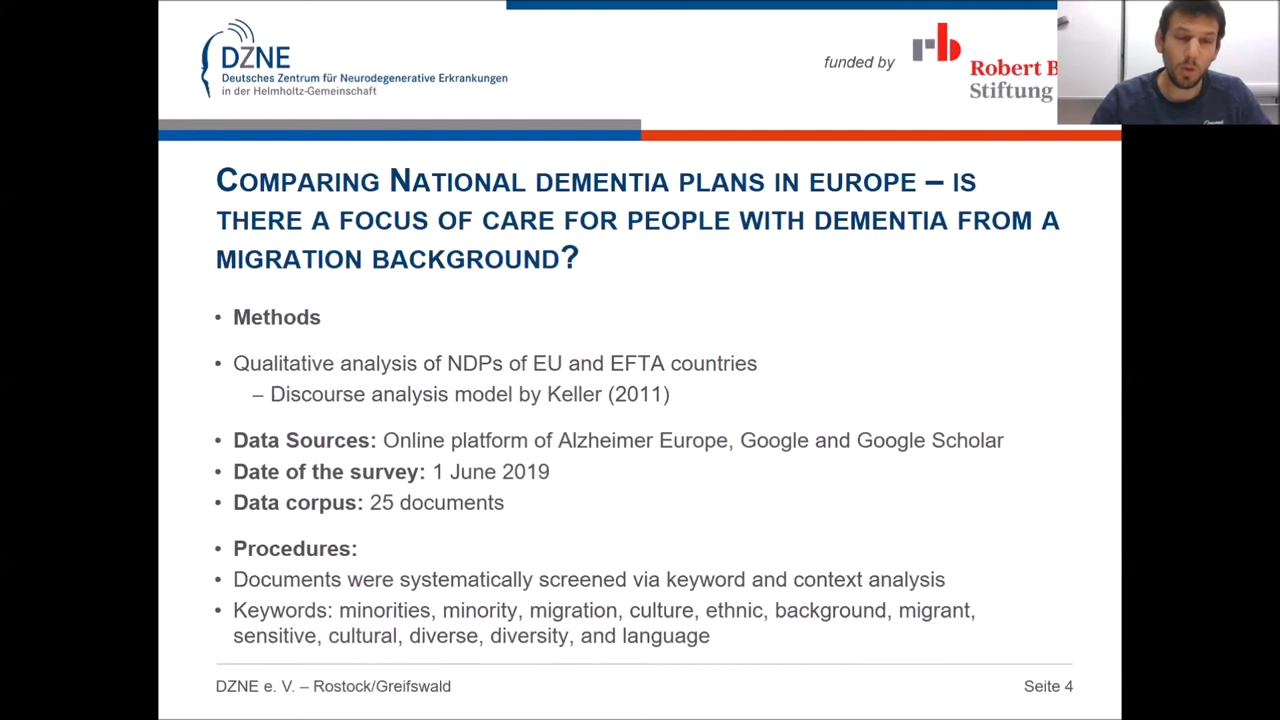 DZNE
Deutsches Zentrum für Neurodegenerative Erkrankungen
in der Helmholtz-Gemeinschaft
funded by
rb
Robert B
Stiftung
COMPARING NATIONAL DEMENTIA PLANS IN EUROPE – IS
THERE A FOCUS OF CARE FOR PEOPLE WITH DEMENTIA FROM A
MIGRATION BACKGROUND?
• Methods
• Qualitative analysis of NDPs of EU and EFTA countries
– Discourse analysis model by Keller (2011)
• Data Sources: Online platform of Alzheimer Europe, Google and Google Scholar
• Date of the survey: 1 June 2019
• Data corpus: 25 documents
• Procedures:
• Documents were systematically screened via keyword and context analysis
• Keywords: minorities, minority, migration, culture, ethnic, background, migrant,
sensitive, cultural, diverse, diversity, and language
DZNE e. V. – Rostock/Greifswald
Seite 4